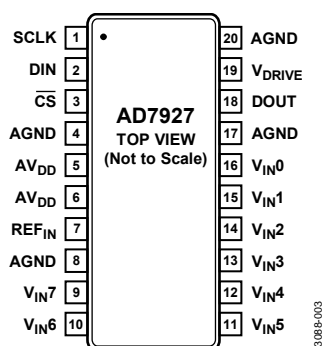 SCLK 1
DIN 2
CS 3
AGND 4
AVDD 5
AVDD 6
REFIN 7
AGND 8
VIN7 9
VIN6 10
AD7927
TOP VIEW
(Not to Scale)
20 AGND
19 VDRIVE
18 DOUT
17 AGND
16 VIN0
15 VIN1
14 VIN2
13 VIN3
12 VIN4
11 VIN5
3088-003